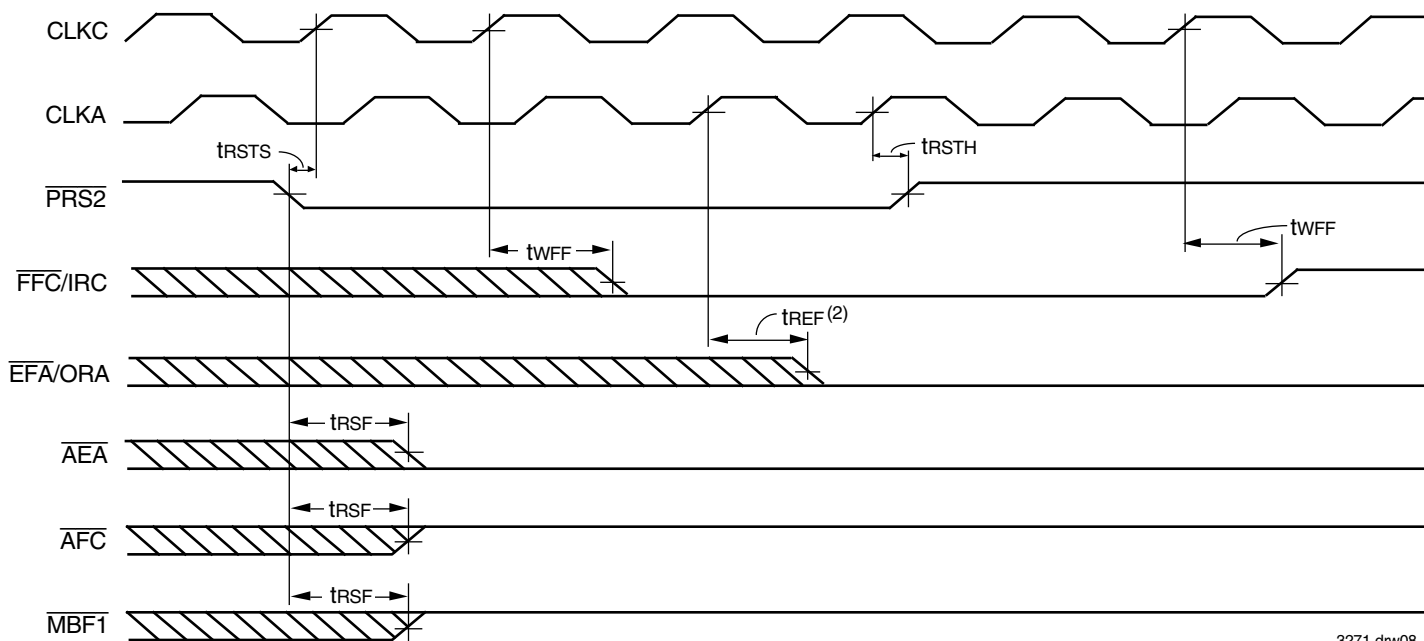 CLKC
CLKA
tRSTS
tRSTH
PRS2
tWFF
tWFF
FFC/IRC
tREF(2)
EFA/ORA
tRSF
AEA
tRSF
AFC
tRSF
MBF1
3271 drw08